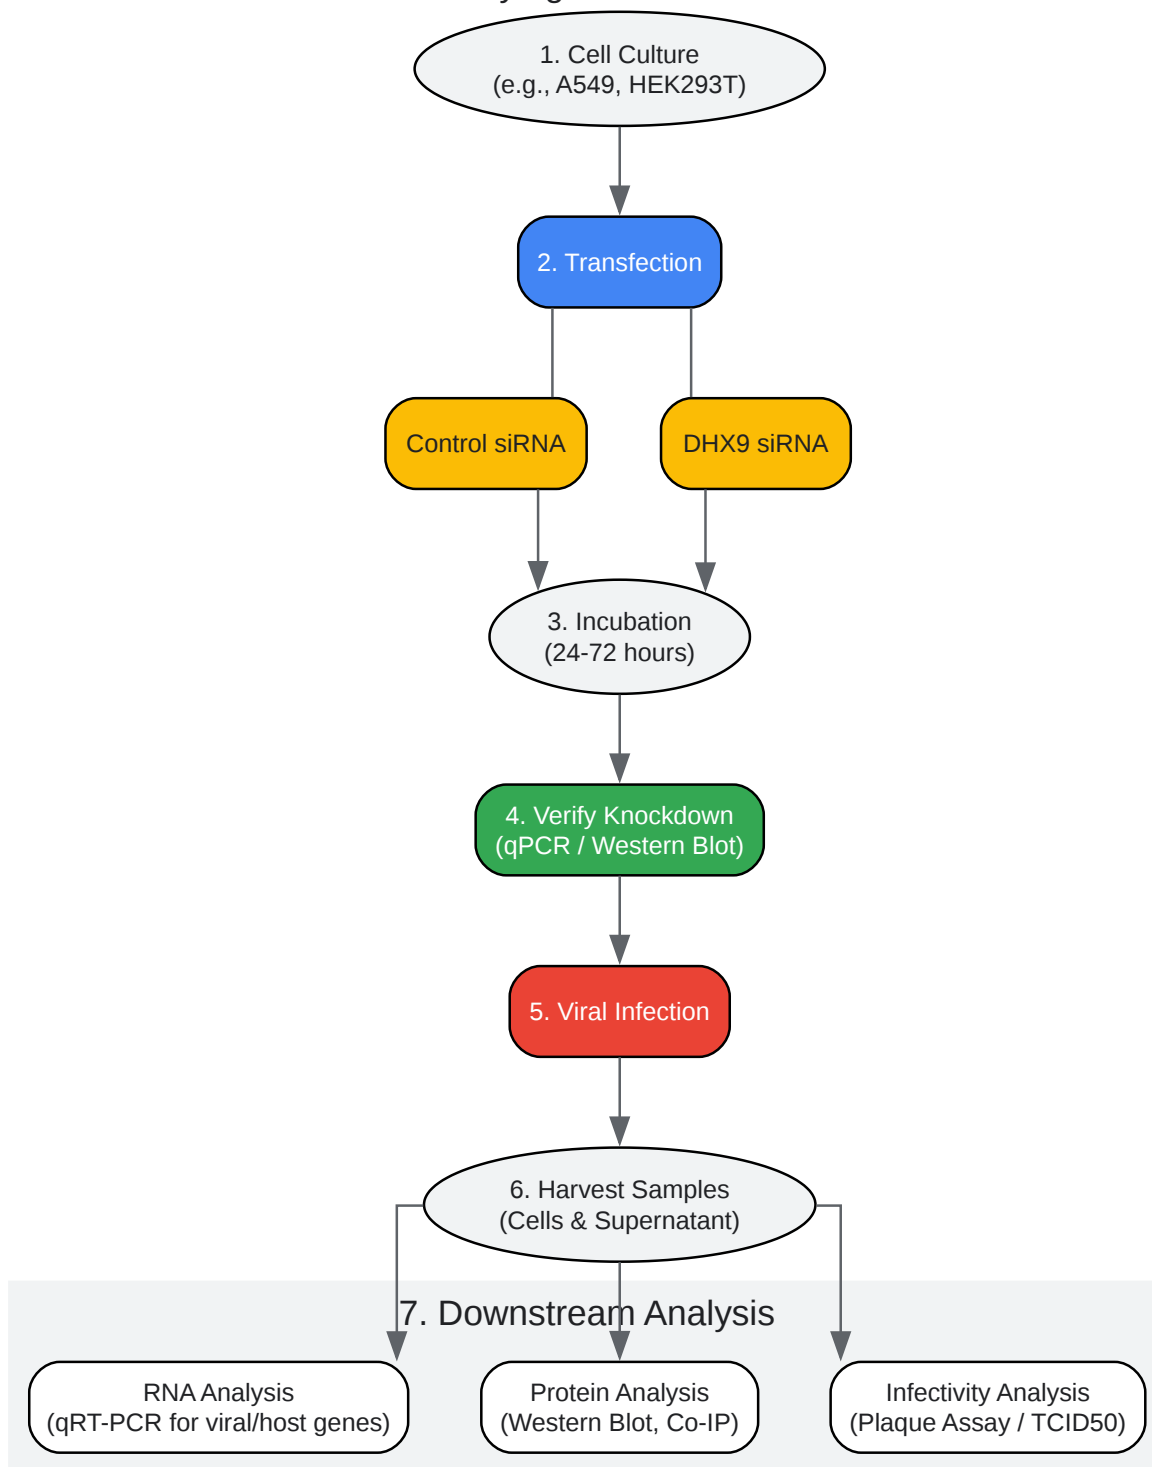 1. Cell Culture
(e.g., A549, HEK293T)
2. Transfection
Control siRNA
DHX9 siRNA
3. Incubation
(24-72 hours)
4. Verify Knockdown
(qPCR / Western Blot)
5. Viral Infection
6. Harvest Samples
(Cells & Supernatant)
7. Downstream Analysis
RNA Analysis
(qRT-PCR for viral/host genes)
Protein Analysis
(Western Blot, Co-IP)
Infectivity Analysis
(Plaque Assay / TCID50)